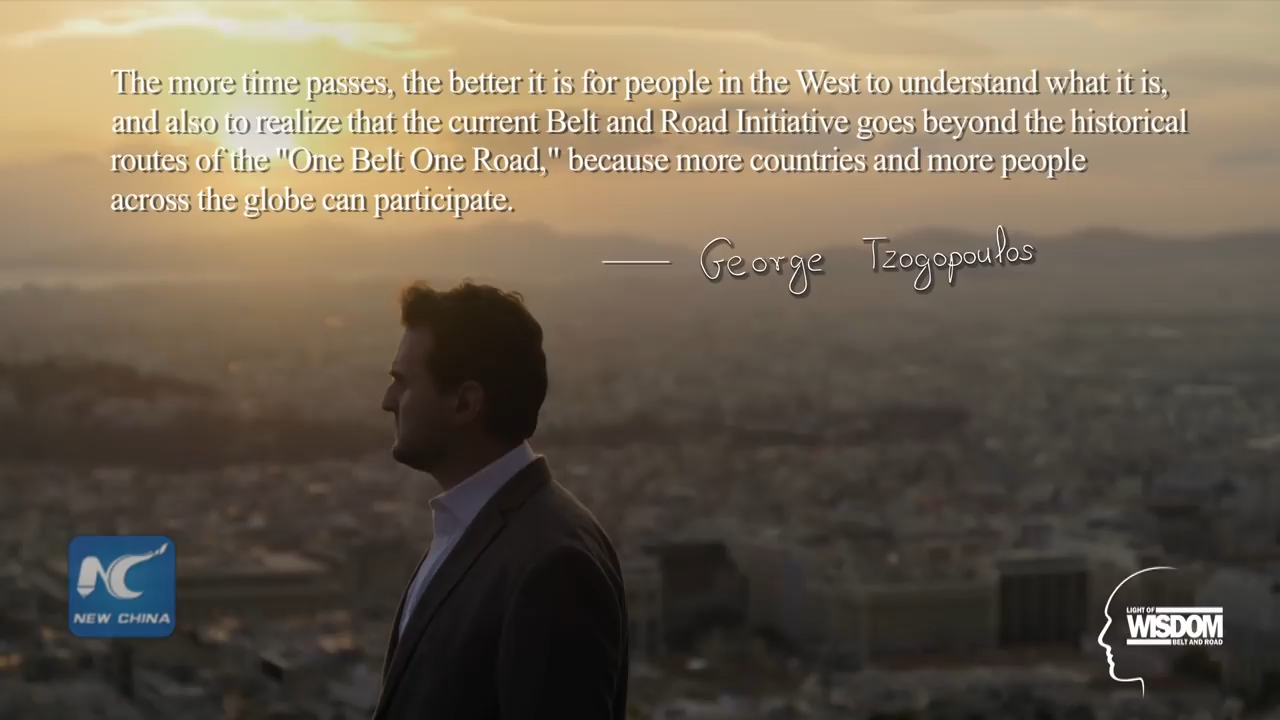 The more time passes, the better it is for people in the West to understand what it is,
and also to realize that the current Belt and Road Initiative goes beyond the historical
routes of the "One Belt One Road," because more countries and more people
across the globe can participate.
—— George Tzogopoulos
NC
NEW CHINA
LIGHT OF
WISDOM
BELT AND ROAD